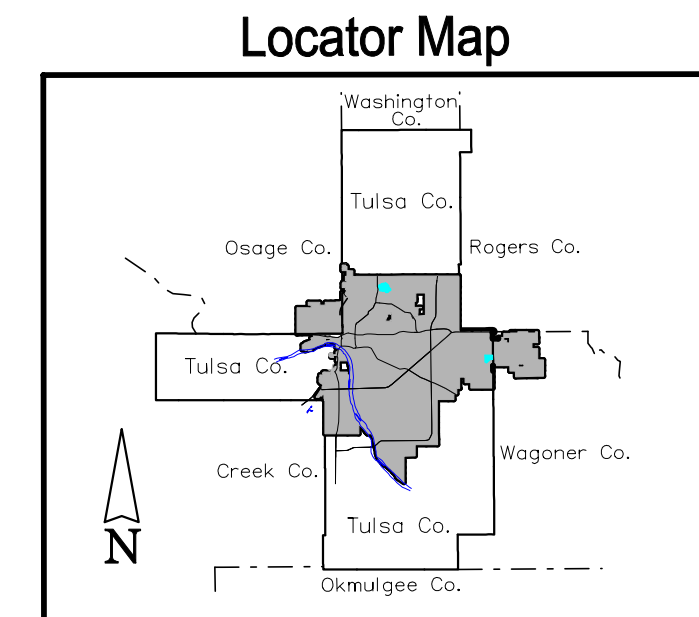 Locator Map
Washington
Co.
Tulsa Co.
Osage Co.
Rogers Co.
Tulsa Co.
Wagoner Co.
Creek Co.
N
Tulsa Co.
Okmulgee Co.